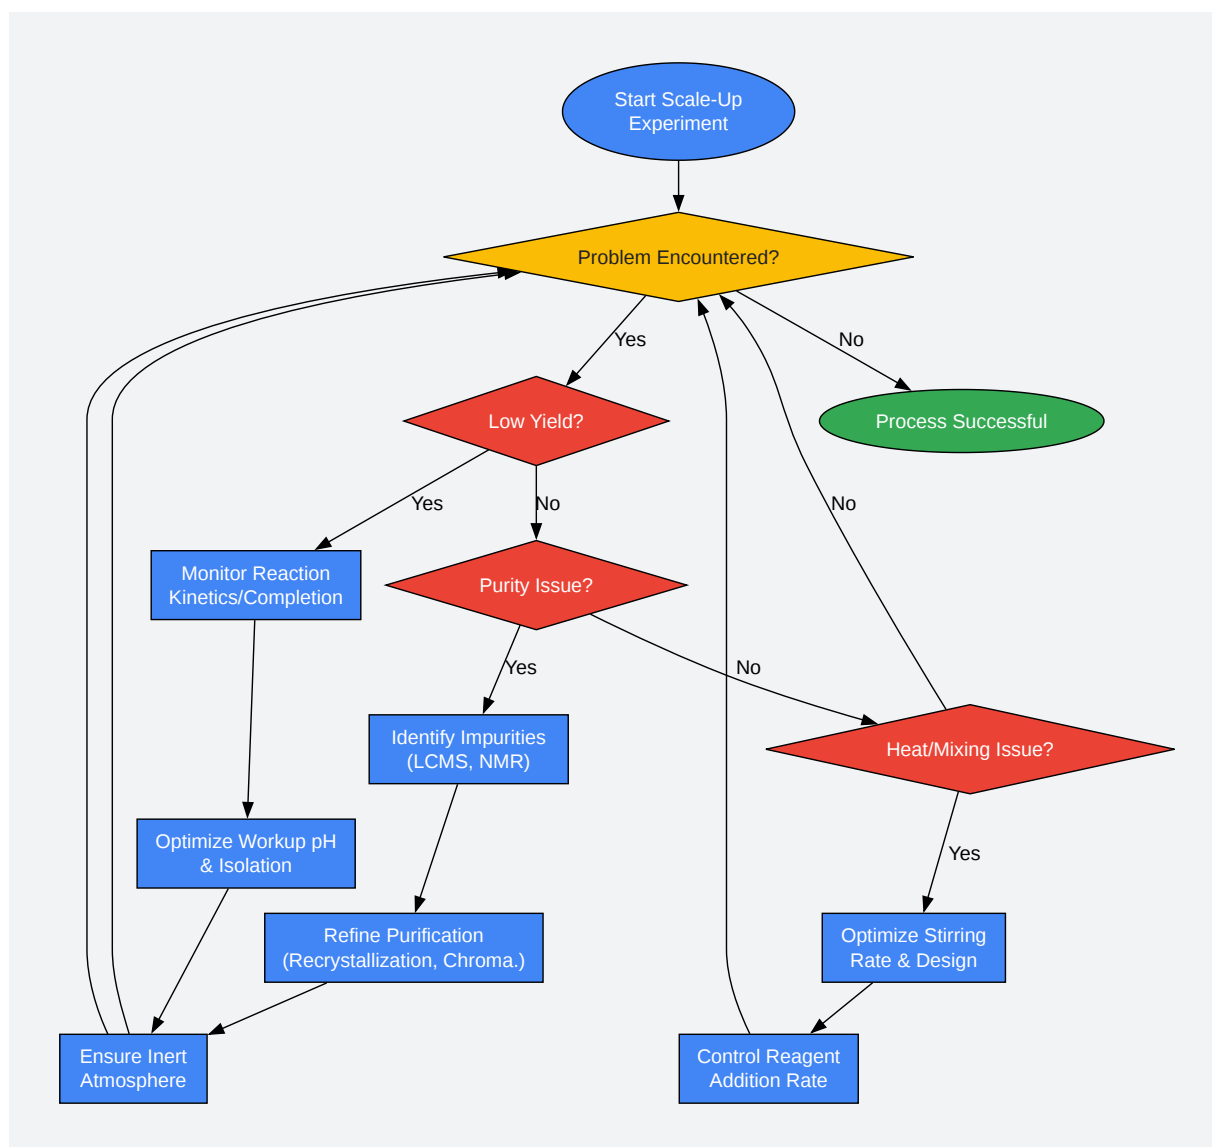 Start Scale-Up
Experiment
Problem Encountered?
Yes
No
Low Yield?
Process Successful
Yes
No
No
Monitor Reaction
Kinetics/Completion
Purity Issue?
Yes
No
Identify Impurities
(LCMS, NMR)
Heat/Mixing Issue?
Optimize Workup pH
& Isolation
Yes
Refine Purification
(Recrystallization, Chroma.)
Optimize Stirring
Rate & Design
Ensure Inert
Atmosphere
Control Reagent
Addition Rate